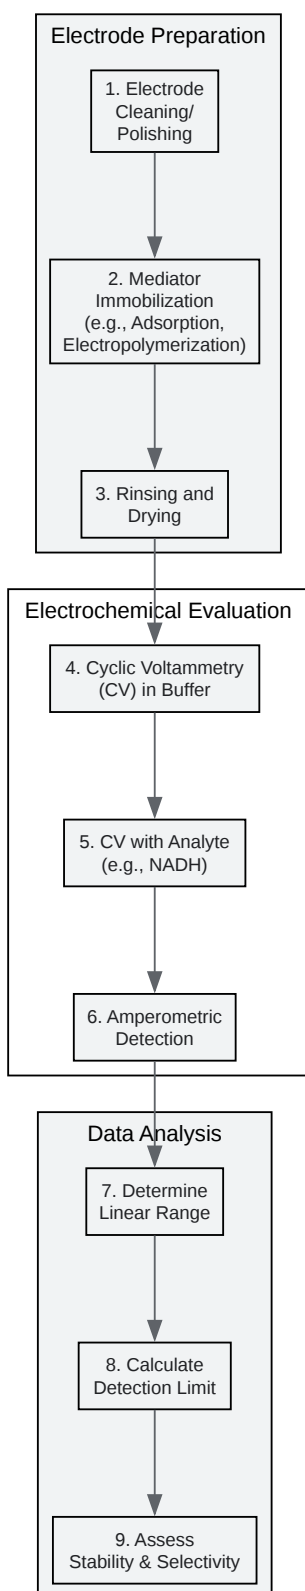 Electrode Preparation
1. Electrode
Cleaning/
Polishing
2. Mediator
Immobilization
(e.g., Adsorption,
Electropolymerization)
3. Rinsing and
Drying
Electrochemical Evaluation
4. Cyclic Voltammetry
(CV) in Buffer
5. CV with Analyte
(e.g., NADH)
6. Amperometric
Detection
Data Analysis
7. Determine
Linear Range
8. Calculate
Detection Limit
9. Assess
Stability & Selectivity